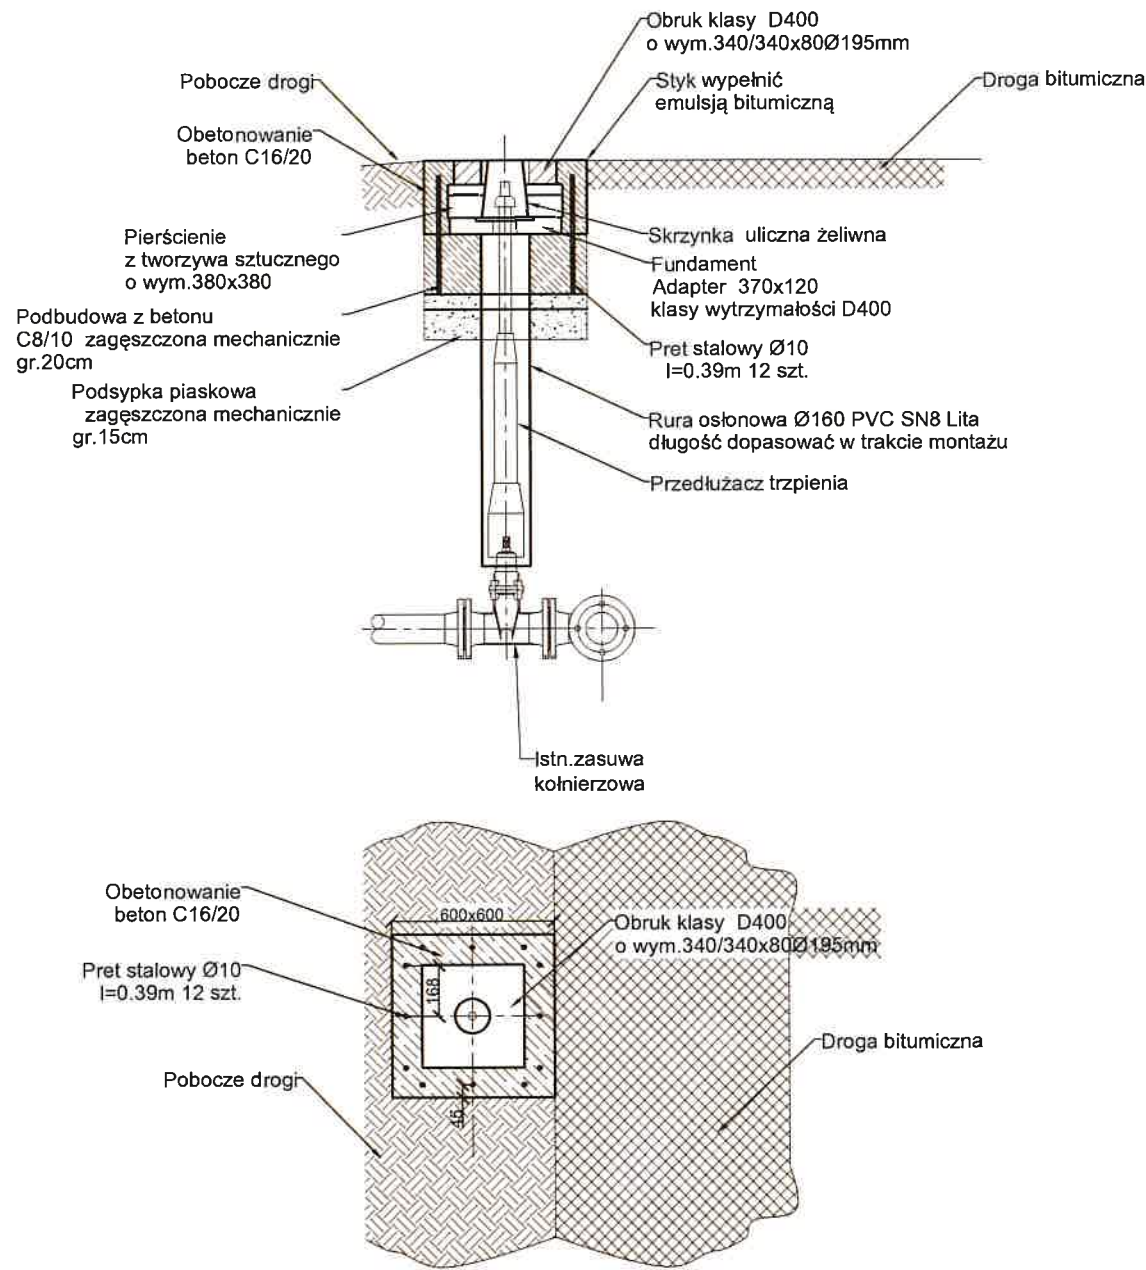 Obruk klasy D400
o wym.340/340x80Ø195mm
Pobocze drogi
Styk wypełnić
emulsją bitumiczną
Droga bitumiczna
Obetonowanie
beton C16/20
Pierścienie
z tworzywa sztucznego
o wym.380x380
Skrzynka uliczna żeliwna
Fundament
Adapter 370x120
klasy wytrzymałości D400
Podbudowa z betonu
C8/10 zagęszczona mechanicznie
gr.20cm
Pret stalowy Ø10
l=0.39m 12 szt.
Podsypka piaskowa
zagęszczona mechanicznie
gr.15cm
Rura osłonowa Ø160 PVC SN8 Lita
długość dopasować w trakcie montażu
Przedłużacz trzpienia
Istn.zasuwa
kołnierzowa
Obetonowanie
beton C16/20
600x600
Obruk klasy D400
o wym.340/340x80Ø195mm
Pret stalowy Ø10
l=0.39m 12 szt.
168
Droga bitumiczna
Pobocze drogi
45